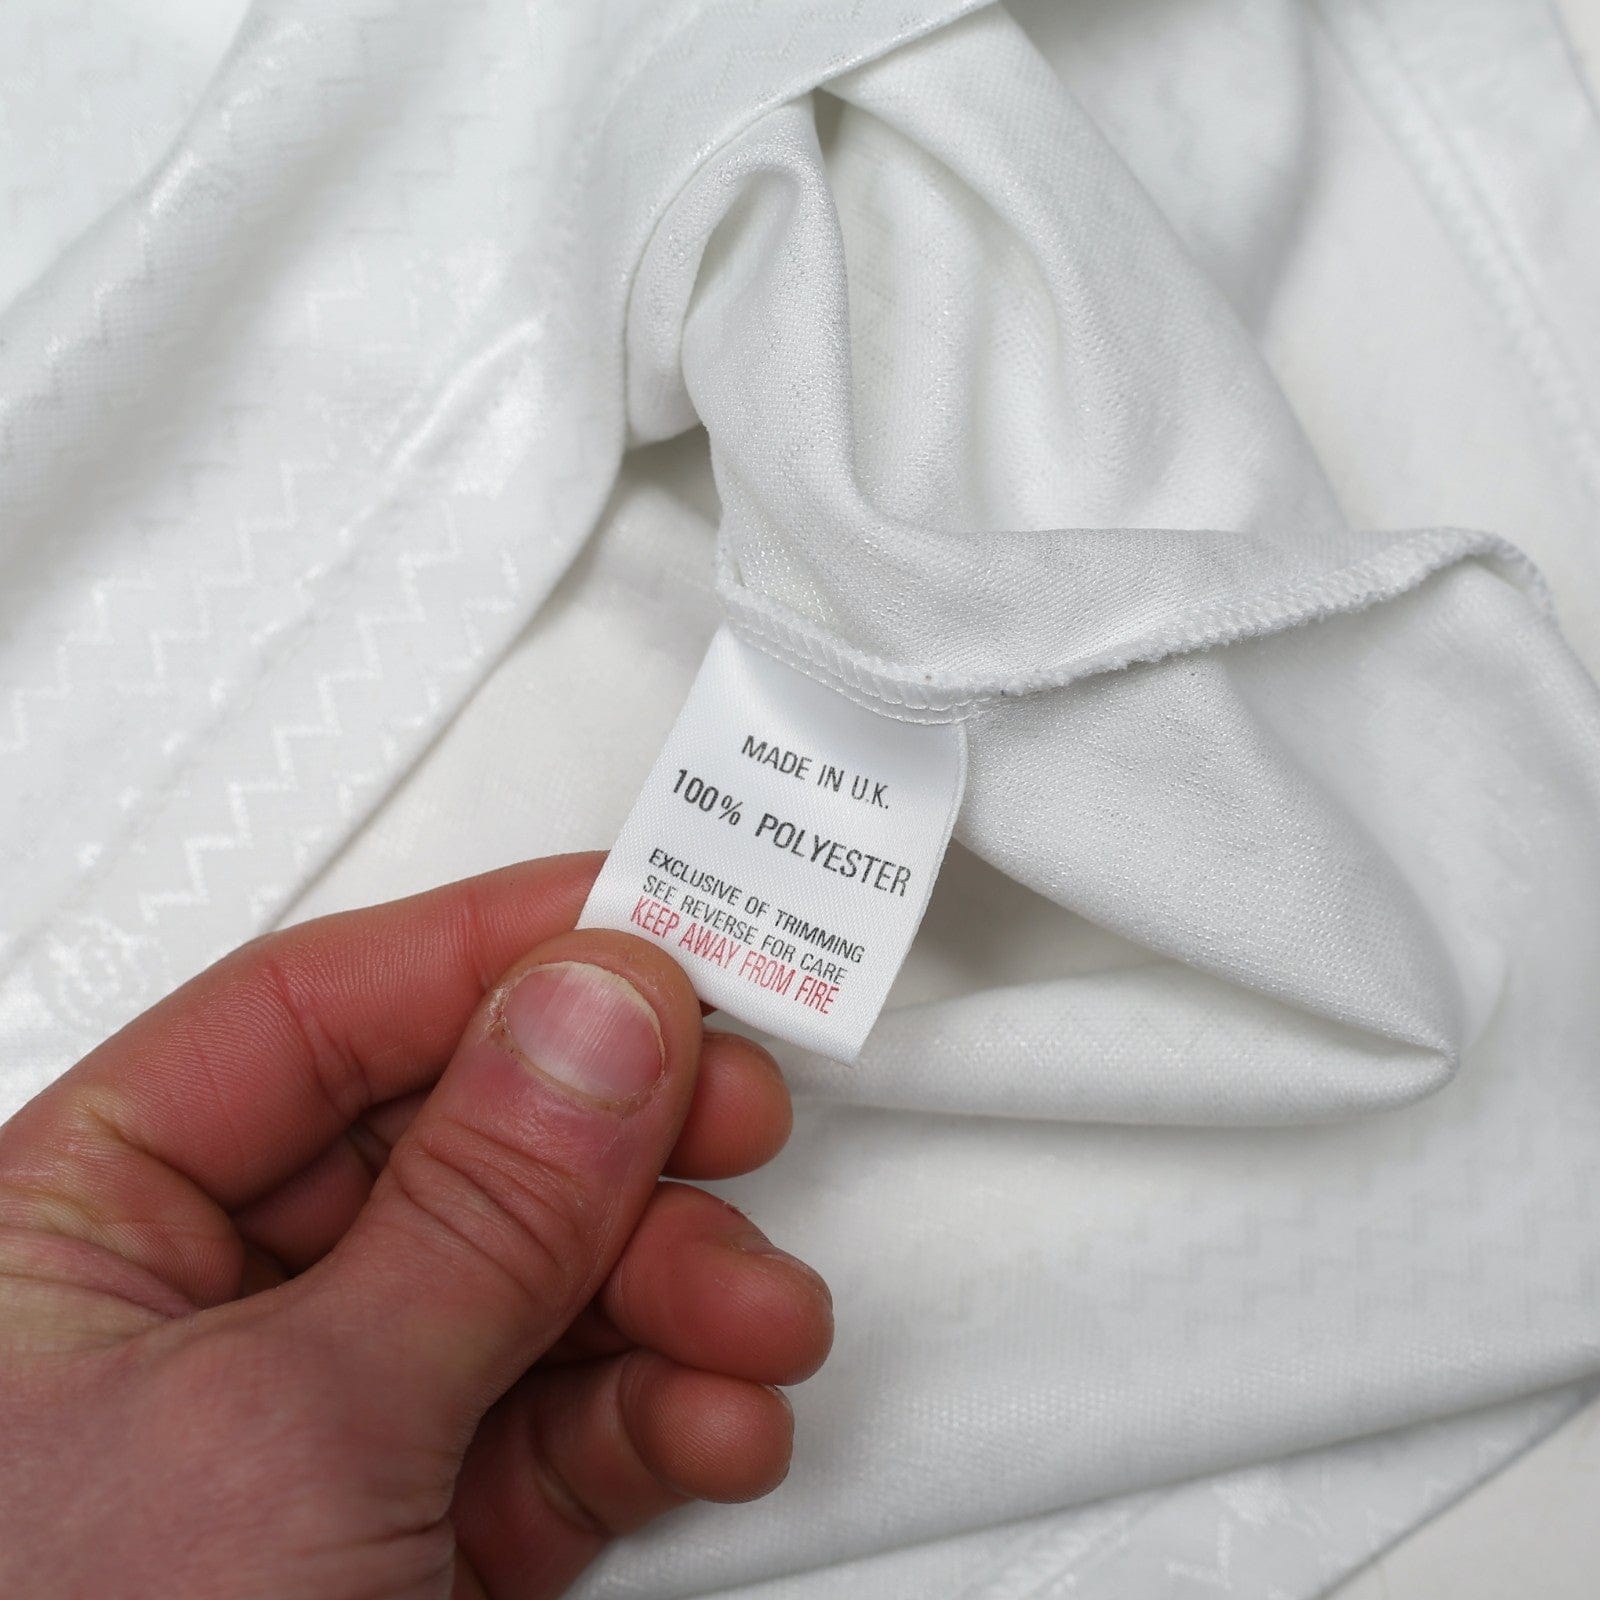 MADE IN U.K.
100% POLYESTER
EXCLUSIVE OF TRIMMING
SEE REVERSE FOR CARE
KEEP AWAY FROM FIRE